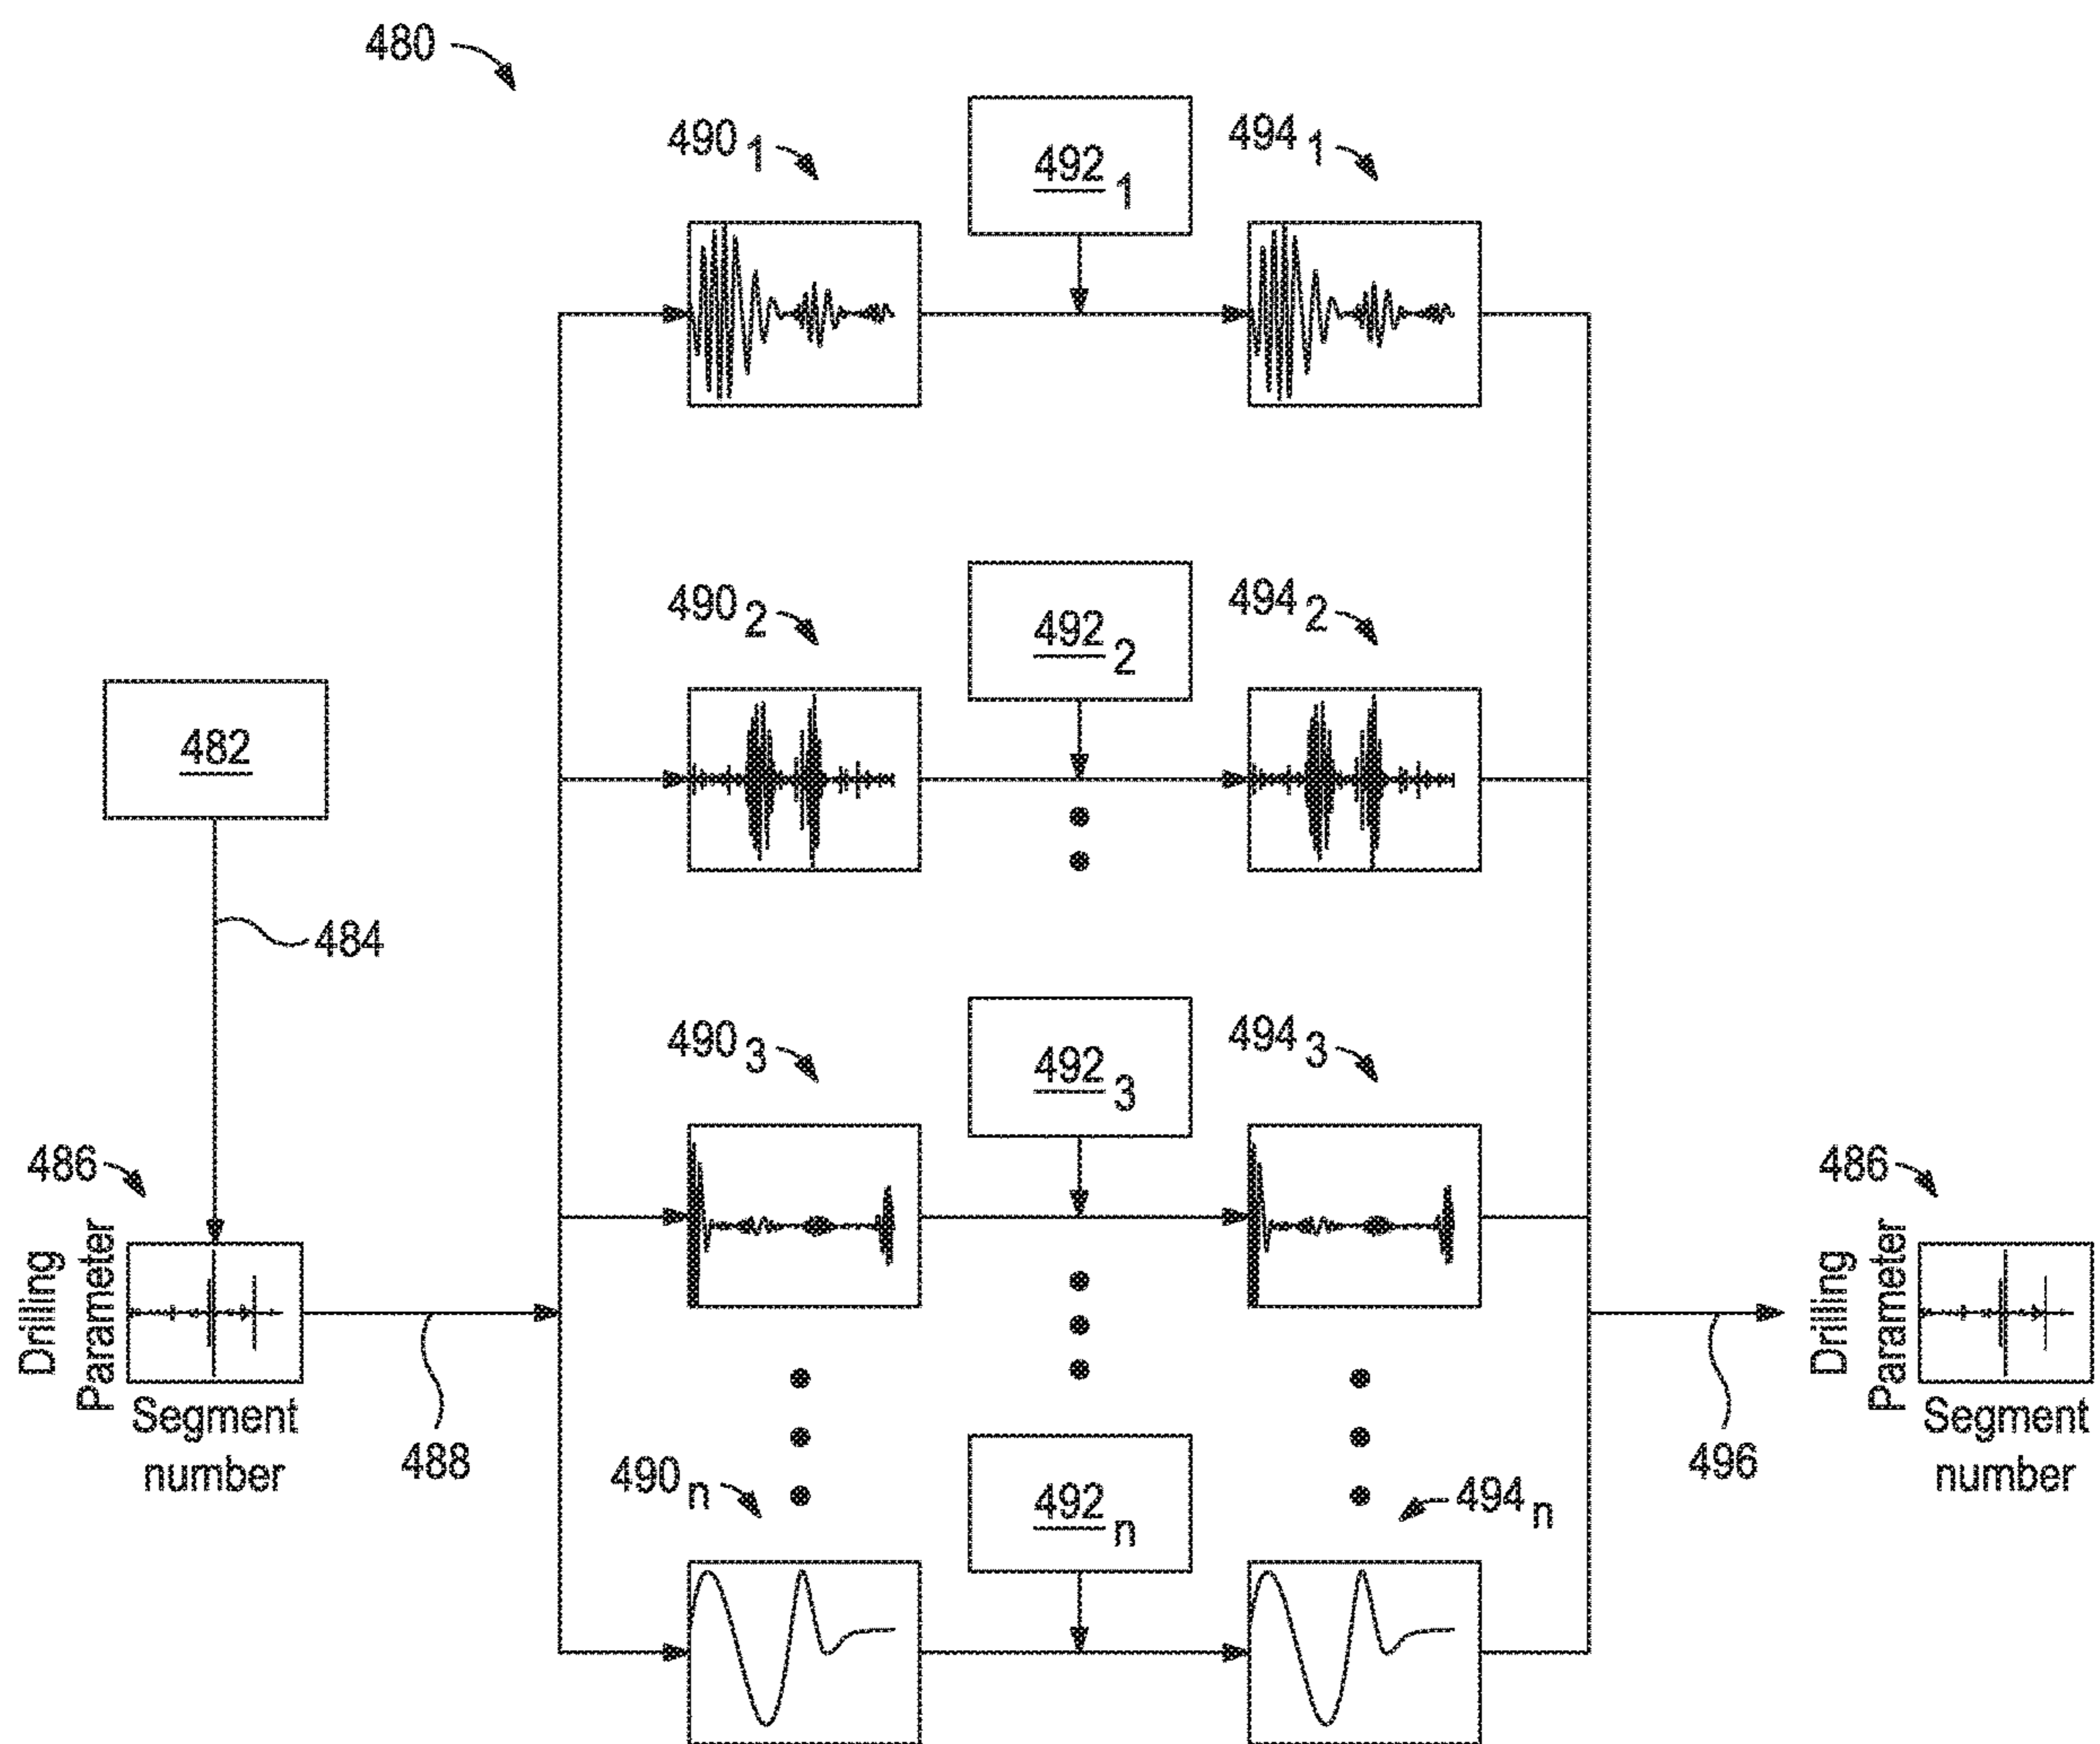 480
490 1
492 1
494 1
490 2
492 2
494 2
482
484
490 3
492 3
494 3
486
Drilling
Parameter
Segment
number
488
490 n
492 n
494 n
496
486
Drilling
Parameter
Segment
number